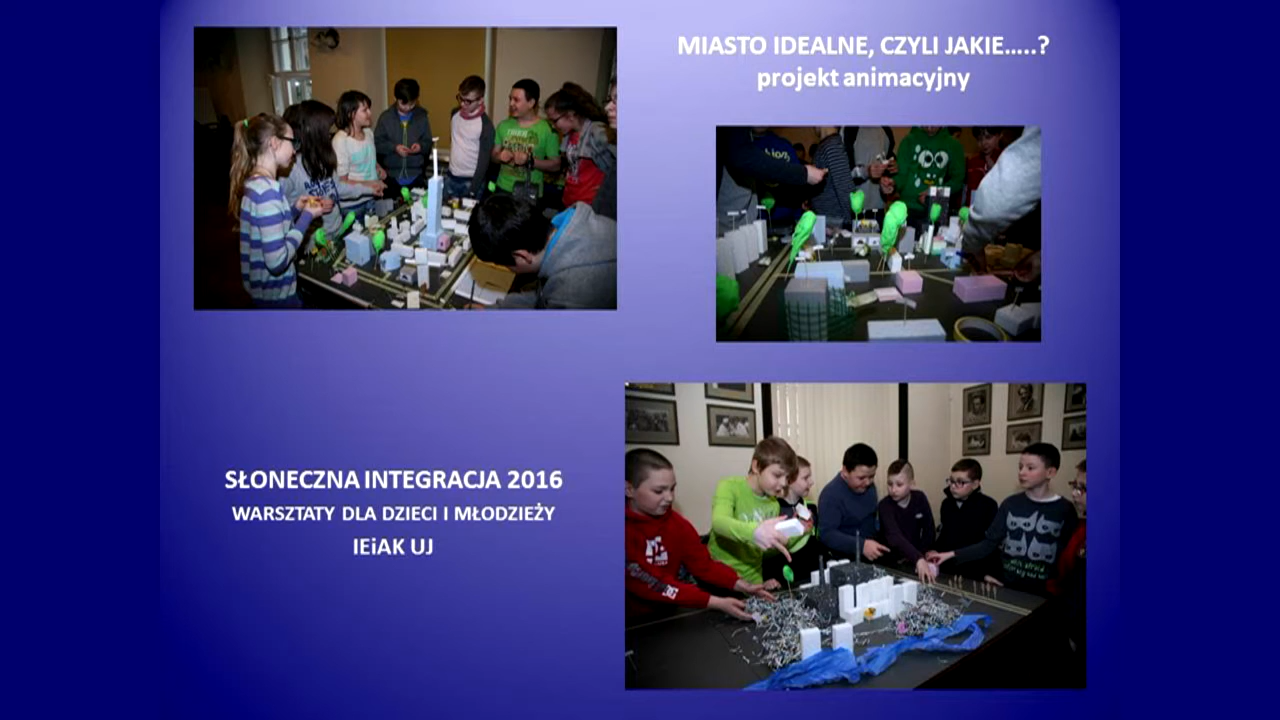 MIASTO IDEALNE, CZYLI JAKIE.....?
projekt animacyjny
SŁONECZNA INTEGRACJA 2016
WARSZTATY DLA DZIECI I MŁODZIEŻY
IEiAK UJ